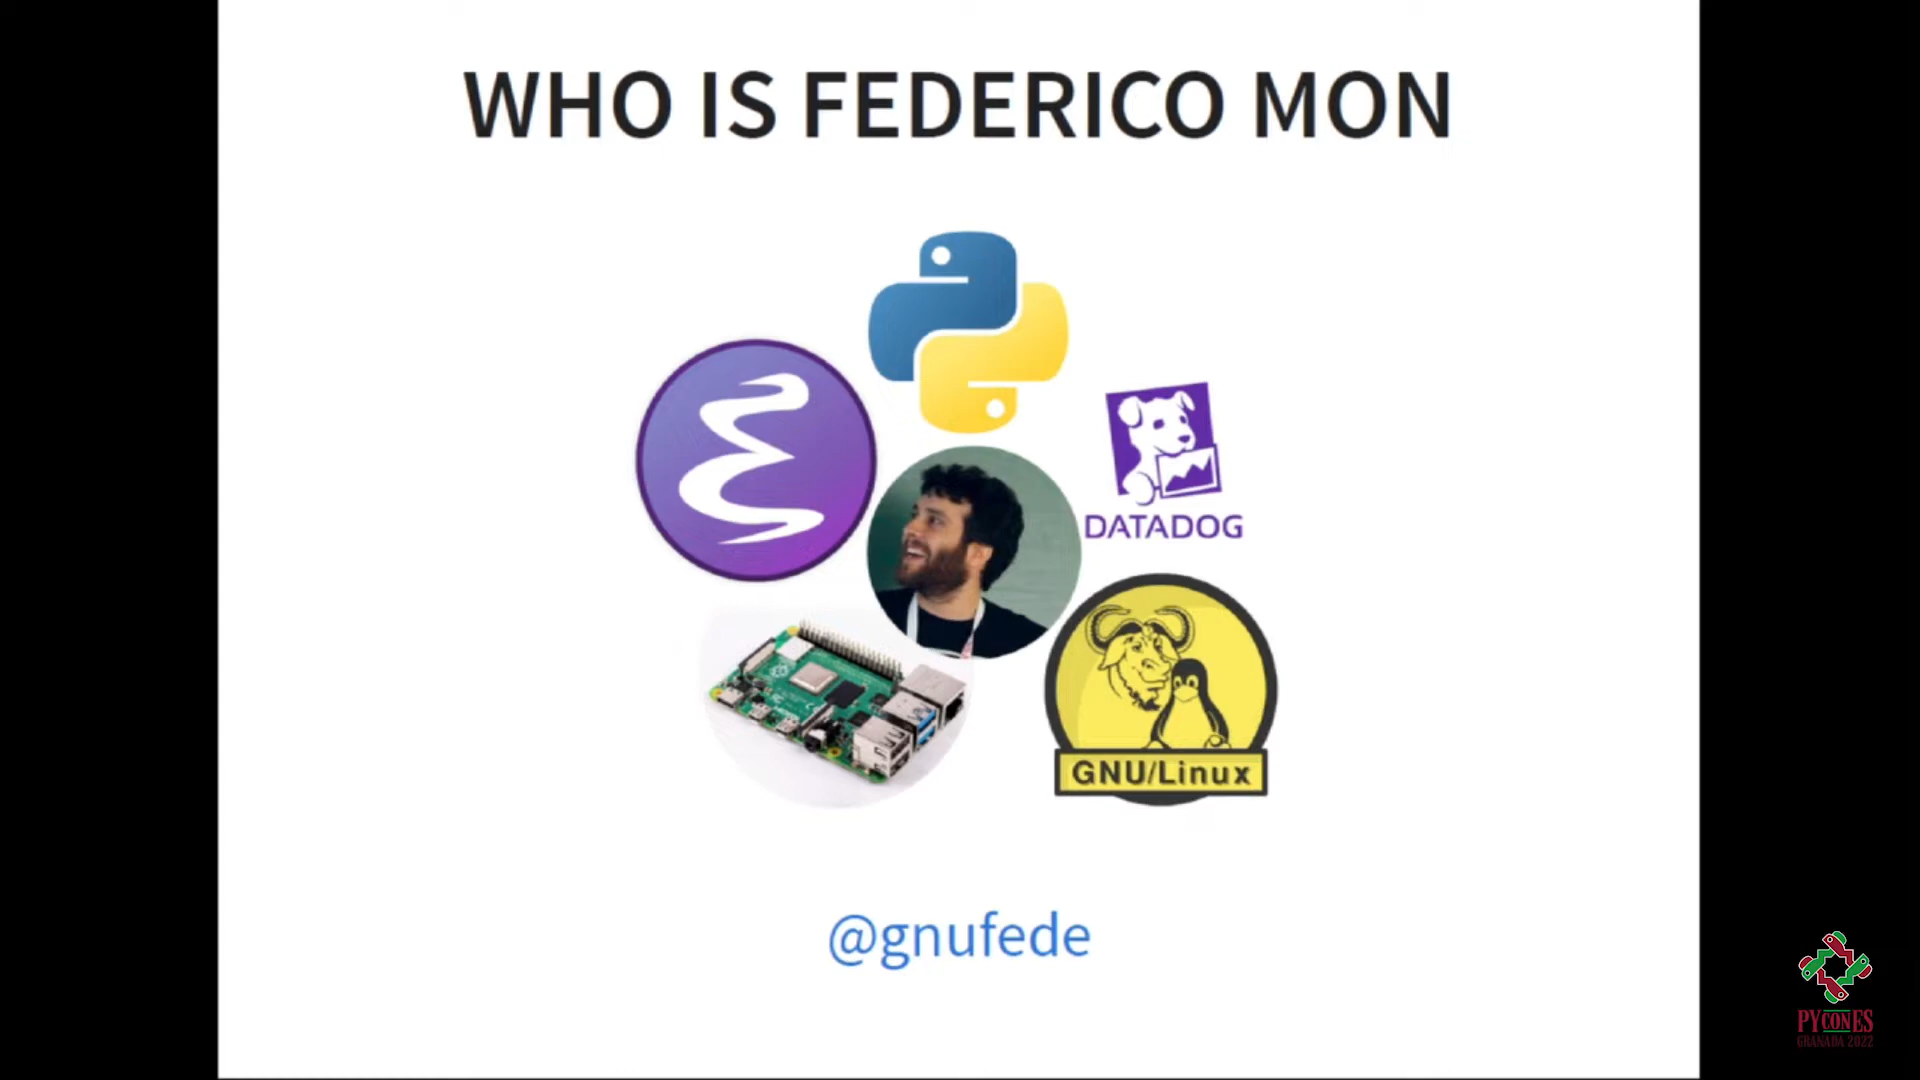 WHO IS FEDERICO MON
DATADOG
GNU/Linux
@gnufede
PYCONES
GRANADA 2022